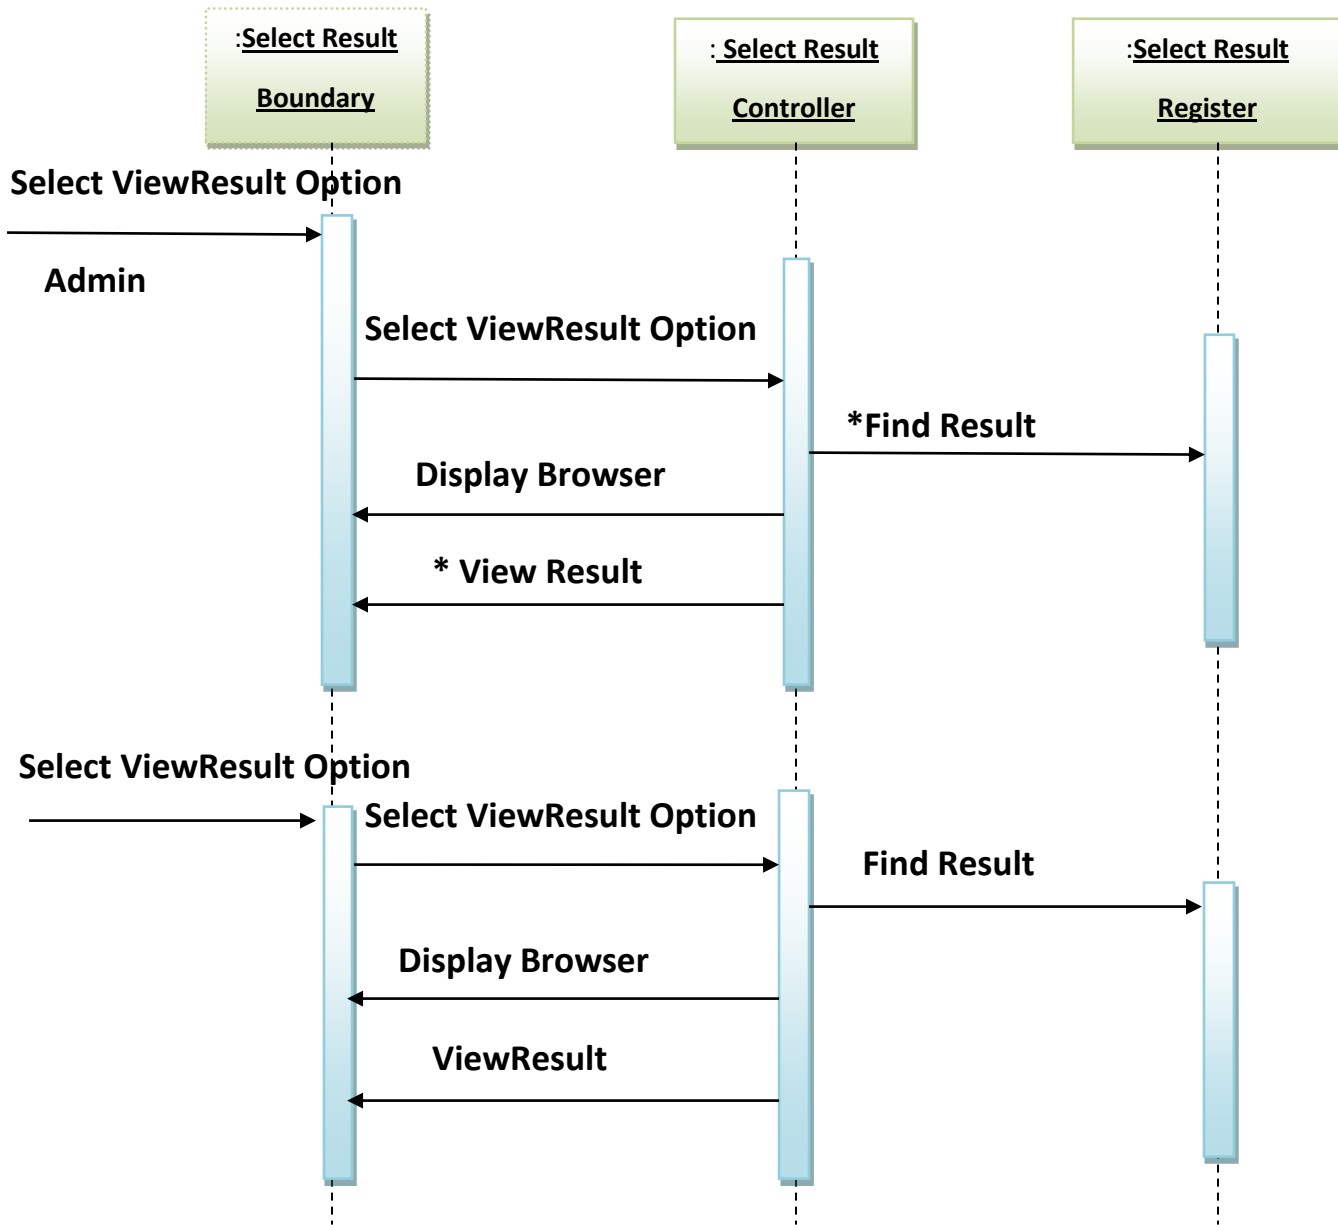 :Select Result
Boundary
: Select Result
Controller
:Select Result
Register
Select ViewResult Option
Admin
Select ViewResult Option
*Find Result
Display Browser
* View Result
Select ViewResult Option
Select ViewResult Option
Find Result
Display Browser
ViewResult